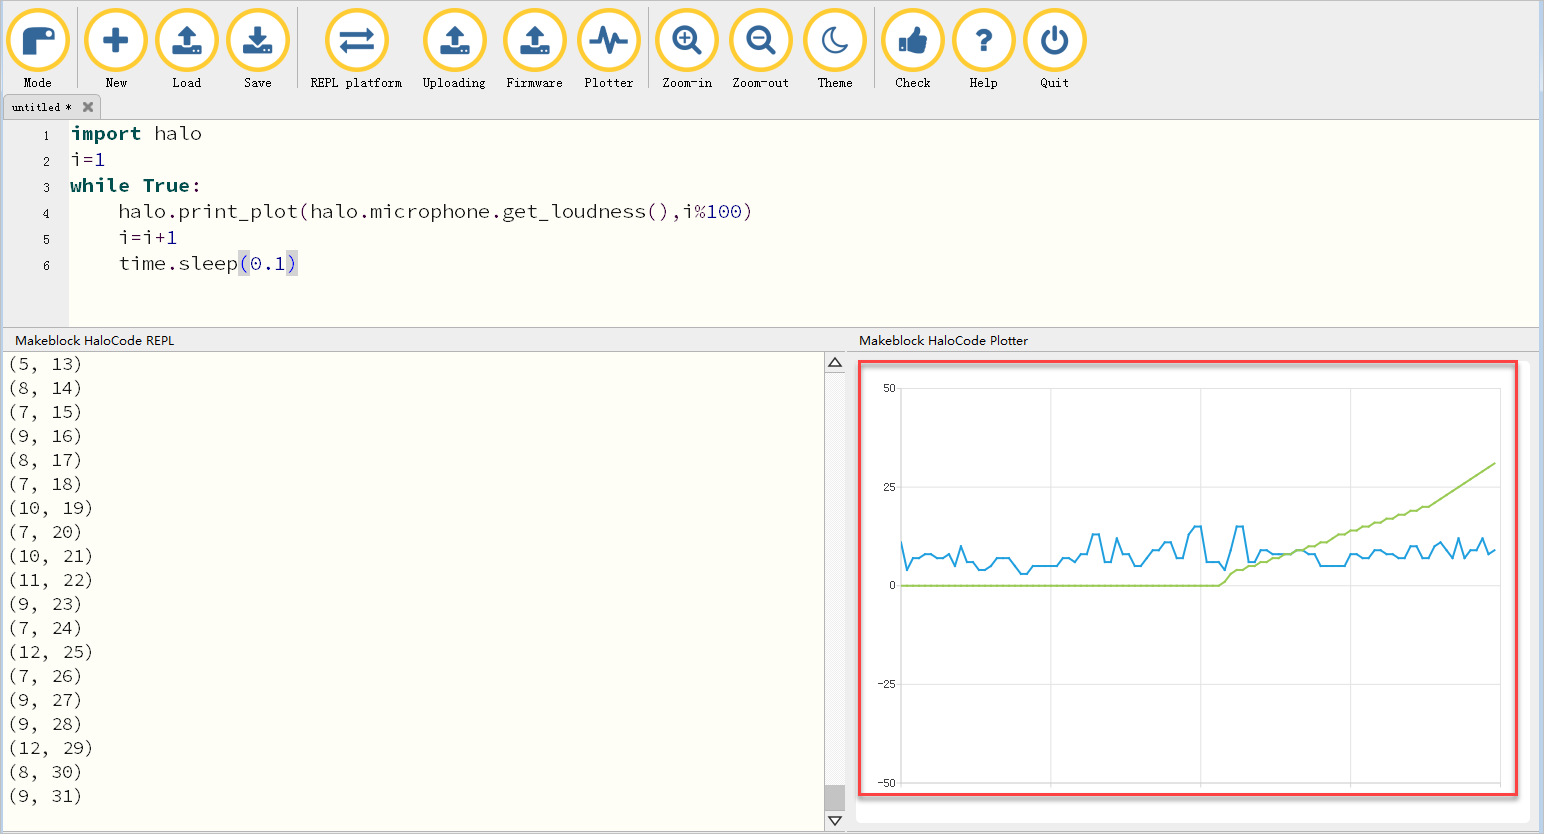 Mode New Load Save REPL platform Uploading Firmware Plotter Zoom-in Zoom-out Theme Check Help Quit
untitled *
1 import halo
2 i=1
3 while True:
4 halo.print_plot(halo.microphone.get_loudness(),i%100)
5 i=i+1
6 time.sleep(0.1)
Makeblock HaloCode REPL
(5, 13)
(8, 14)
(7, 15)
(9, 16)
(8, 17)
(7, 18)
(10, 19)
(7, 20)
(10, 21)
(11, 22)
(9, 23)
(7, 24)
(12, 25)
(7, 26)
(9, 27)
(9, 28)
(12, 29)
(8, 30)
(9, 31)
Makeblock HaloCode Plotter
50
25
0
-25
-50